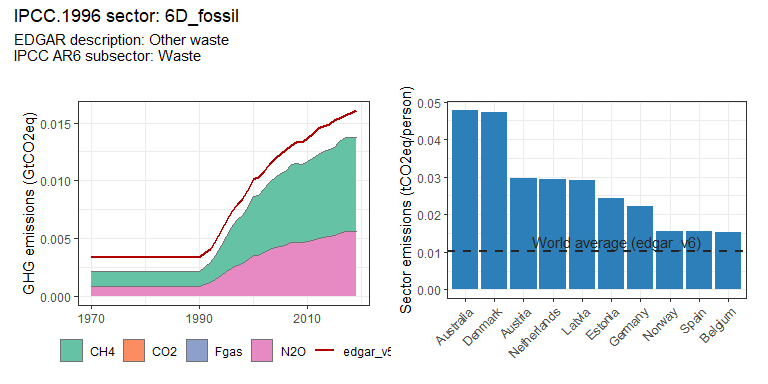 IPCC.1996 sector: 6D_fossil
EDGAR description: Other waste
IPCC AR6 subsector: Waste
GHG emissions (GtCO2eq)
0.015
0.010
0.005
0.000
1970
1990
2010
CH4
CO2
Fgas
N2O
edgar_v5
Sector emissions (tCO2eq/person)
0.05
0.04
0.03
0.02
0.01
0.00
World average (edgar_v6)
Australia
Denmark
Austria
Netherlands
Latvia
Estonia
Germany
Norway
Spain
Belgium